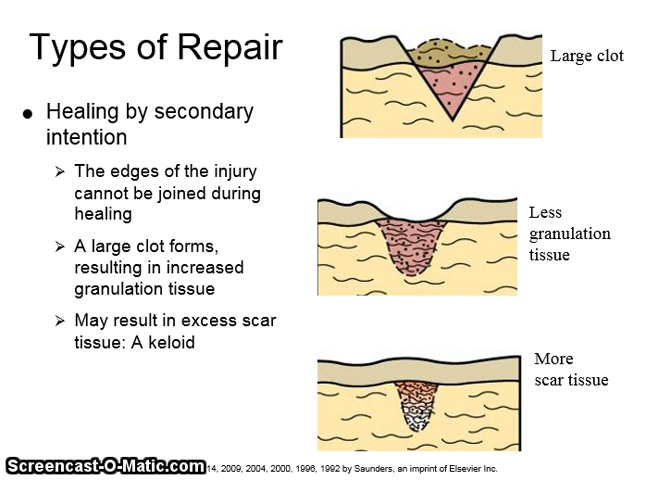 Types of Repair
● Healing by secondary
intention
➢ The edges of the injury
cannot be joined during
healing
➢ A large clot forms,
resulting in increased
granulation tissue
➢ May result in excess scar
tissue: A keloid
Large clot
Less
granulation
tissue
More
scar tissue
Screencast-O-Matic.com
14, 2009, 2004, 2000, 1996, 1992 by Saunders, an imprint of Elsevier Inc.